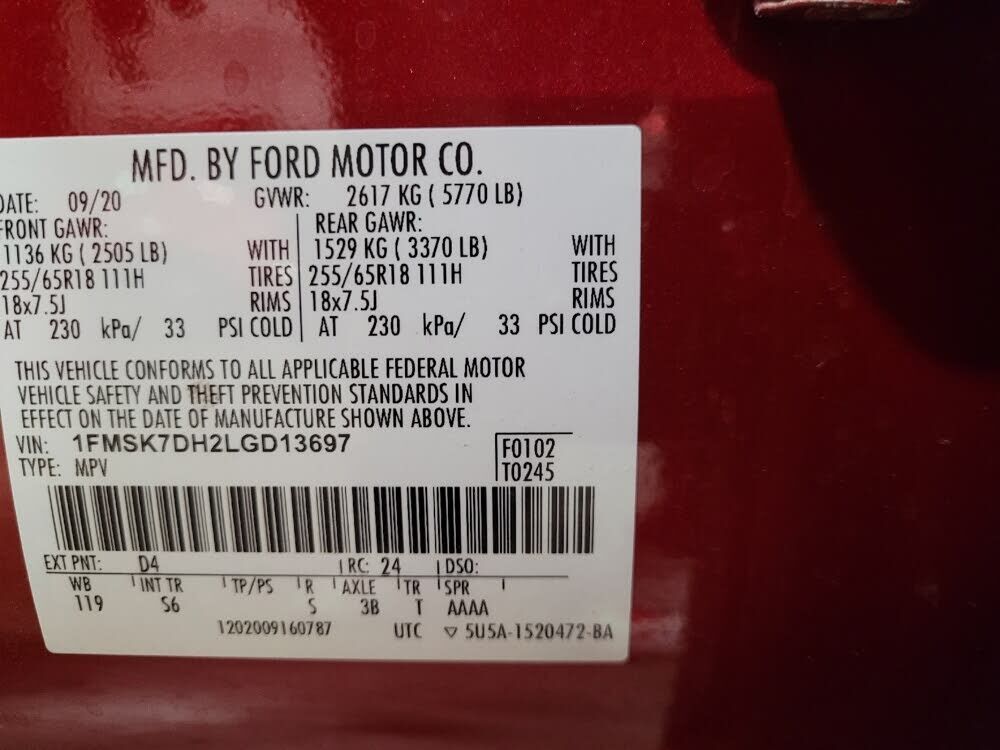 MFD. BY FORD MOTOR CO.
DATE: 09/20 GVWR: 2617 KG ( 5770 LB)
FRONT GAWR: REAR GAWR:
1136 KG ( 2505 LB) WITH 1529 KG ( 3370 LB) WITH
255/65R18 111H TIRES 255/65R18 111H TIRES
18x7.5J RIMS 18x7.5J RIMS
AT 230 kPa/ 33 PSI COLD AT 230 kPa/ 33 PSI COLD
THIS VEHICLE CONFORMS TO ALL APPLICABLE FEDERAL MOTOR
VEHICLE SAFETY AND THEFT PREVENTION STANDARDS IN
EFFECT ON THE DATE OF MANUFACTURE SHOWN ABOVE.
VIN: 1FMSK7DH2LGD13697 F0102
TYPE: MPV T0245
EXT PNT: D4 RC: 24 DSO:
WB INT TR TP/PS R AXLE TR SPR
119 S6 S 3B T AAAA
1202009160787 UTC ▽ 5U5A-1520472-BA